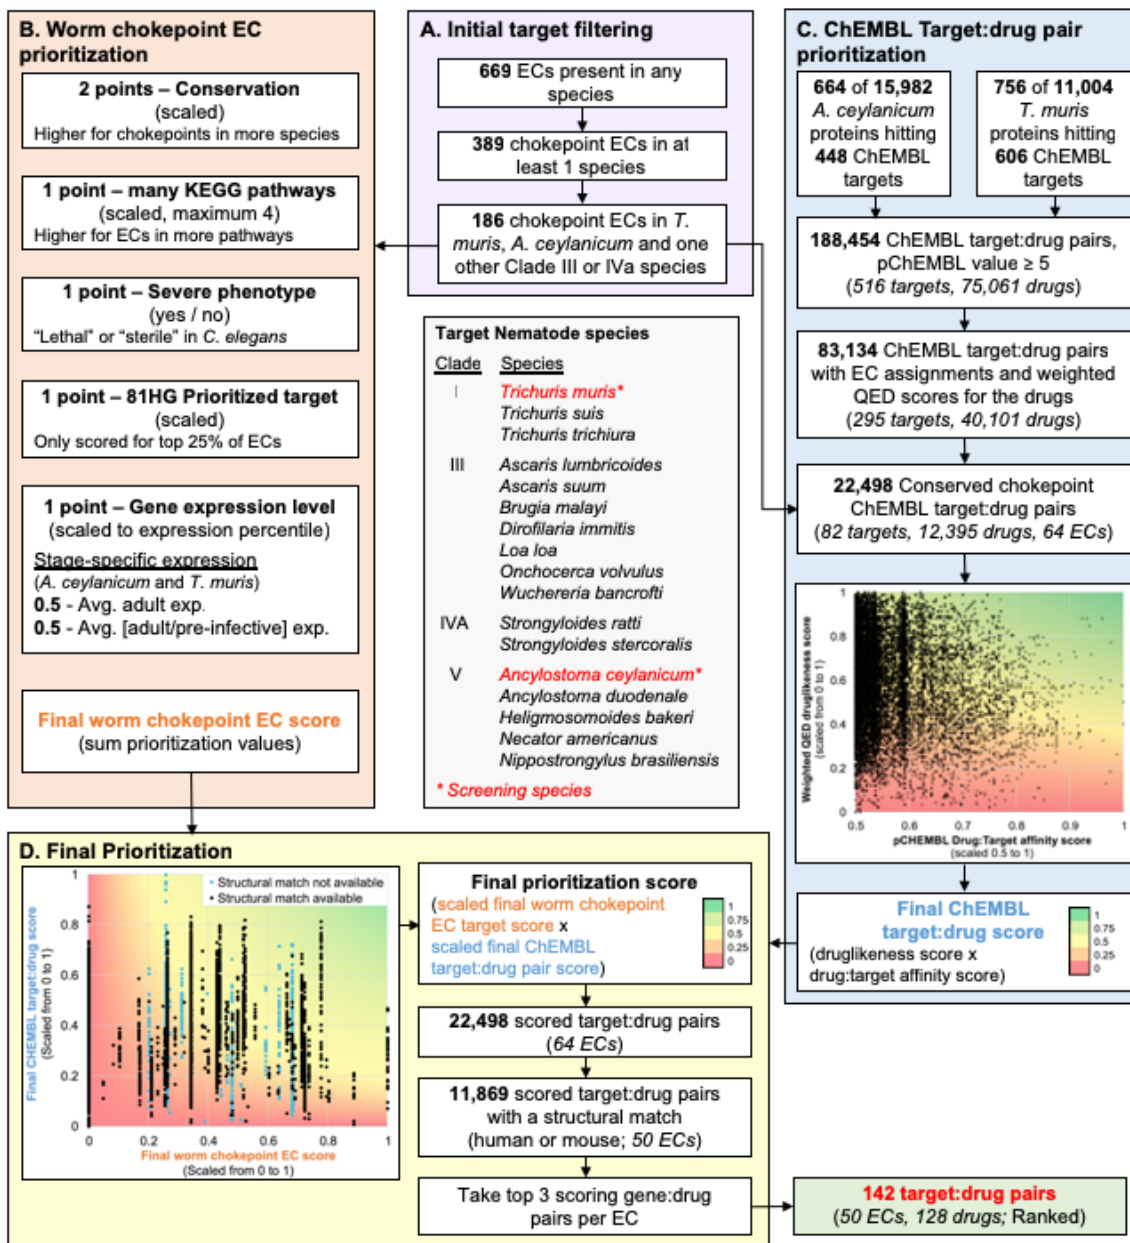 B. Worm chokepoint EC
prioritization
2 points – Conservation
(scaled)
Higher for chokepoints in more species
1 point – many KEGG pathways
(scaled, maximum 4)
Higher for ECs in more pathways
1 point – Severe phenotype
(yes / no)
“Lethal” or “sterile” in C. elegans
1 point – 81HG Prioritized target
(scaled)
Only scored for top 25% of ECs
1 point – Gene expression level
(scaled to expression percentile)
Stage-specific expression
(A. ceylanicum and T. muris)
0.5 - Avg. adult exp.
0.5 - Avg. [adult/pre-infective] exp.
Final worm chokepoint EC score
(sum prioritization values)
A. Initial target filtering
669 ECs present in any
species
389 chokepoint ECs in at
least 1 species
186 chokepoint ECs in T.
muris, A. ceylanicum and one
other Clade III or IVa species
Target Nematode species
Clade Species
I Trichuris muris*
Trichuris suis
Trichuris trichiura
III Ascaris lumbricoides
Ascaris suum
Brugia malayi
Dirofilaria immitis
Loa loa
Onchocerca volvulus
Wuchereria bancrofti
IVA Strongyloides ratti
Strongyloides stercoralis
V Ancylostoma ceylanicum*
Ancylostoma duodenale
Heligmosomoides bakeri
Necator americanus
Nippostrongylus brasiliensis
* Screening species
C. ChEMBL Target:drug pair
prioritization
664 of 15,982
A. ceylanicum
proteins hitting
448 ChEMBL
targets
756 of 11,004
T. muris
proteins hitting
606 ChEMBL
targets
188,454 ChEMBL target:drug pairs,
pChEMBL value ≥ 5
(516 targets, 75,061 drugs)
83,134 ChEMBL target:drug pairs
with EC assignments and weighted
QED scores for the drugs
(295 targets, 40,101 drugs)
22,498 Conserved chokepoint
ChEMBL target:drug pairs
(82 targets, 12,395 drugs, 64 ECs)
Weighted QED druglikeness score
(scaled from 0 to 1)
1
0.8
0.6
0.4
0.2
0
0.5 0.6 0.7 0.8 0.9 1
pCHEMBL Drug:Target affinity score
(scaled 0.5 to 1)
Final ChEMBL
target:drug score
(druglikeness score x
drug:target affinity score)
1
0.75
0.5
0.25
0
D. Final Prioritization
Structural match not available
Structural match available
Final CHEMBL target:drug score
(Scaled from 0 to 1)
1
0.8
0.6
0.4
0.2
0
0 0.2 0.4 0.6 0.8 1
Final worm chokepoint EC score
(Scaled from 0 to 1)
Final prioritization score
(scaled final worm chokepoint
EC target score x
scaled final ChEMBL
target:drug pair score)
1
0.75
0.5
0.25
0
22,498 scored target:drug pairs
(64 ECs)
11,869 scored target:drug pairs
with a structural match
(human or mouse; 50 ECs)
Take top 3 scoring gene:drug
pairs per EC
142 target:drug pairs
(50 ECs, 128 drugs; Ranked)